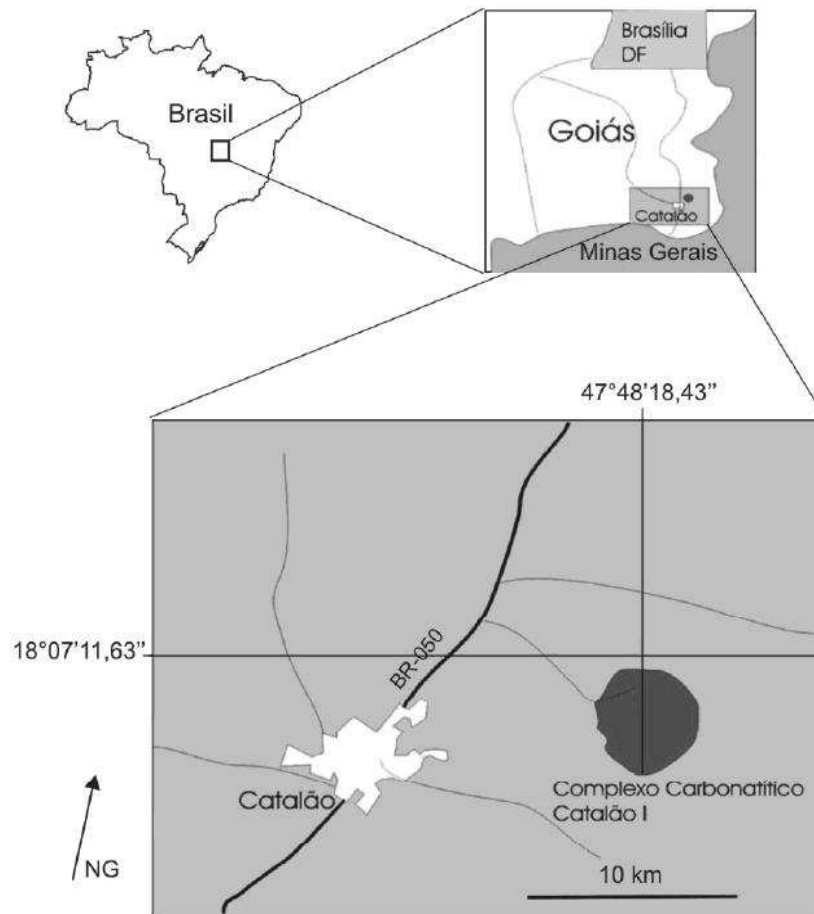 Brasil
Brasília
DF
Goiás
Catalão
Minas Gerais
47°48'18,43”
18°07'11,63”
BR-050
Catalão
Complexo Carbonatítico
Catalão I
NG
10 km